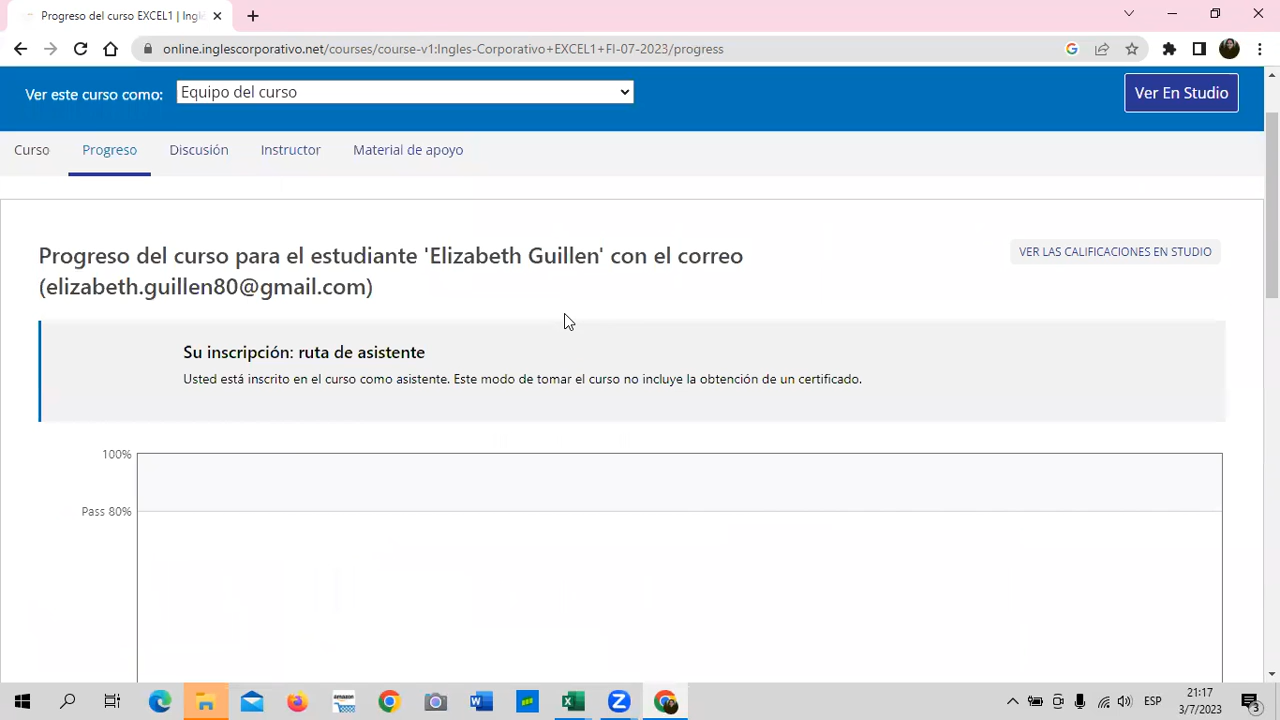 Progreso del curso EXCEL1 | Ingl
online.inglescorporativo.net/courses/course-v1:Ingles-Corporativo+EXCEL1+FI-07-2023/progress
Ver este curso como:
Equipo del curso
Ver En Studio
Curso
Progreso
Discusión
Instructor
Material de apoyo
Progreso del curso para el estudiante 'Elizabeth Guillen' con el correo
(elizabeth.guillen80@gmail.com)
VER LAS CALIFICACIONES EN STUDIO
Su inscripción: ruta de asistente
Usted está inscrito en el curso como asistente. Este modo de tomar el curso no incluye la obtención de un certificado.
100%
Pass 80%
ESP
21:17
3/7/2023
3